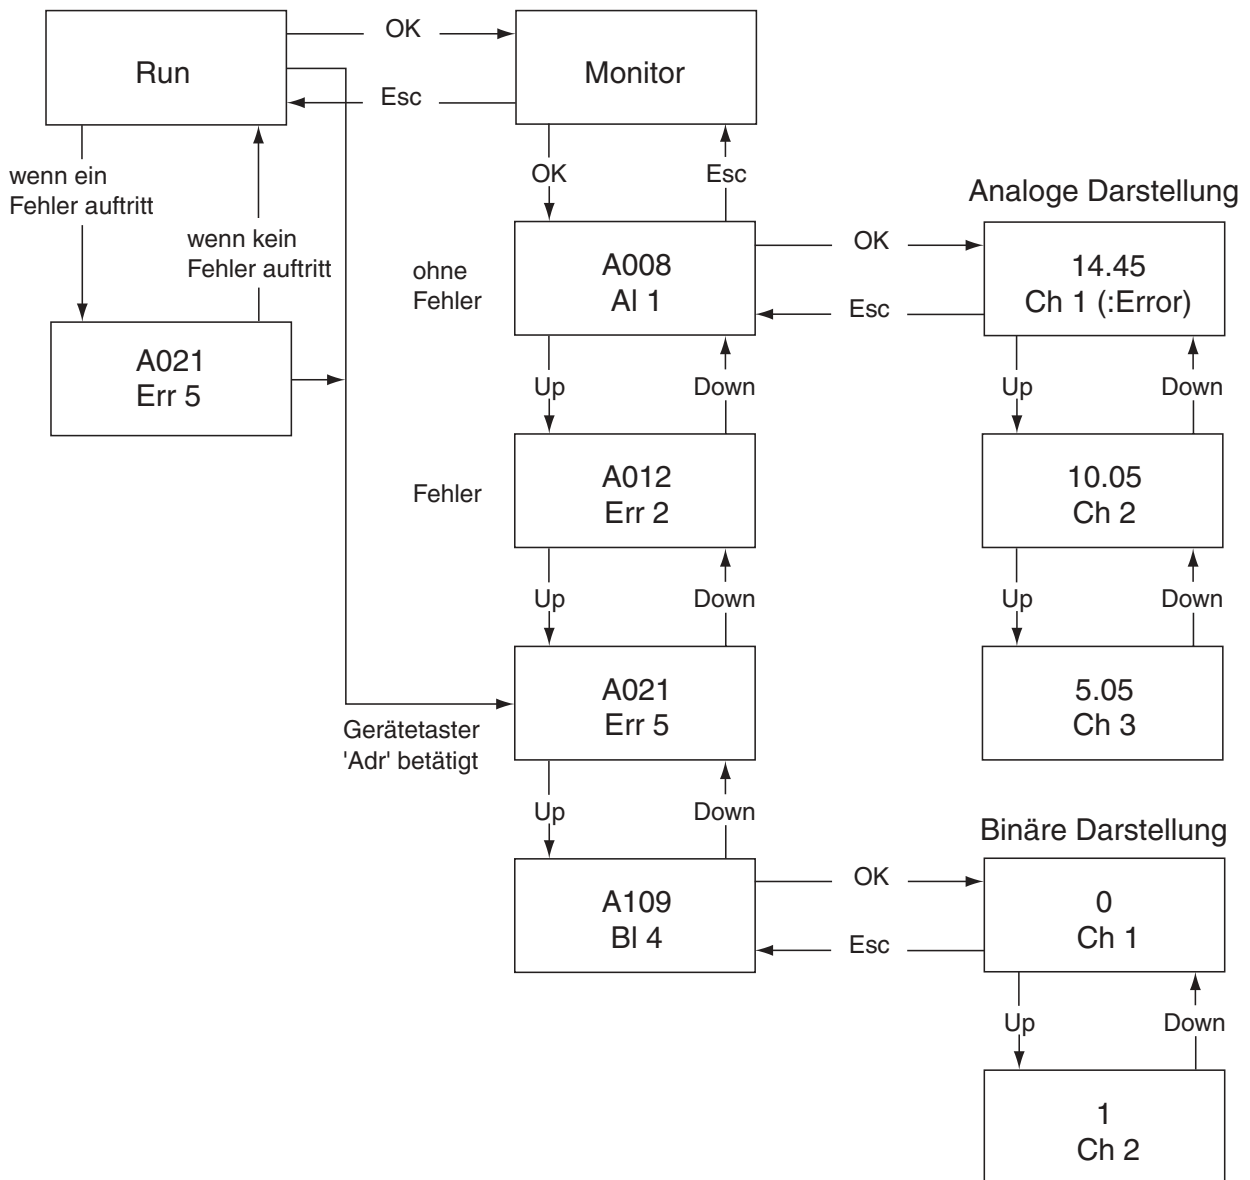 Run
OK
Monitor
Esc
wenn ein
Fehler auftritt
wenn kein
Fehler auftritt
A021
Err 5
OK
Esc
ohne
Fehler
A008
AI 1
OK
Esc
Analoge Darstellung
14.45
Ch 1 (:Error)
Up
Down
Up
Down
Fehler
A012
Err 2
10.05
Ch 2
Up
Down
Up
Down
Gerätetaster
'Adr' betätigt
A021
Err 5
5.05
Ch 3
Up
Down
Binäre Darstellung
A109
BI 4
OK
Esc
0
Ch 1
Up
Down
1
Ch 2